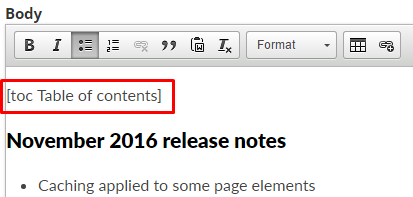 Body
B I Format
[toc Table of contents]
November 2016 release notes
• Caching applied to some page elements